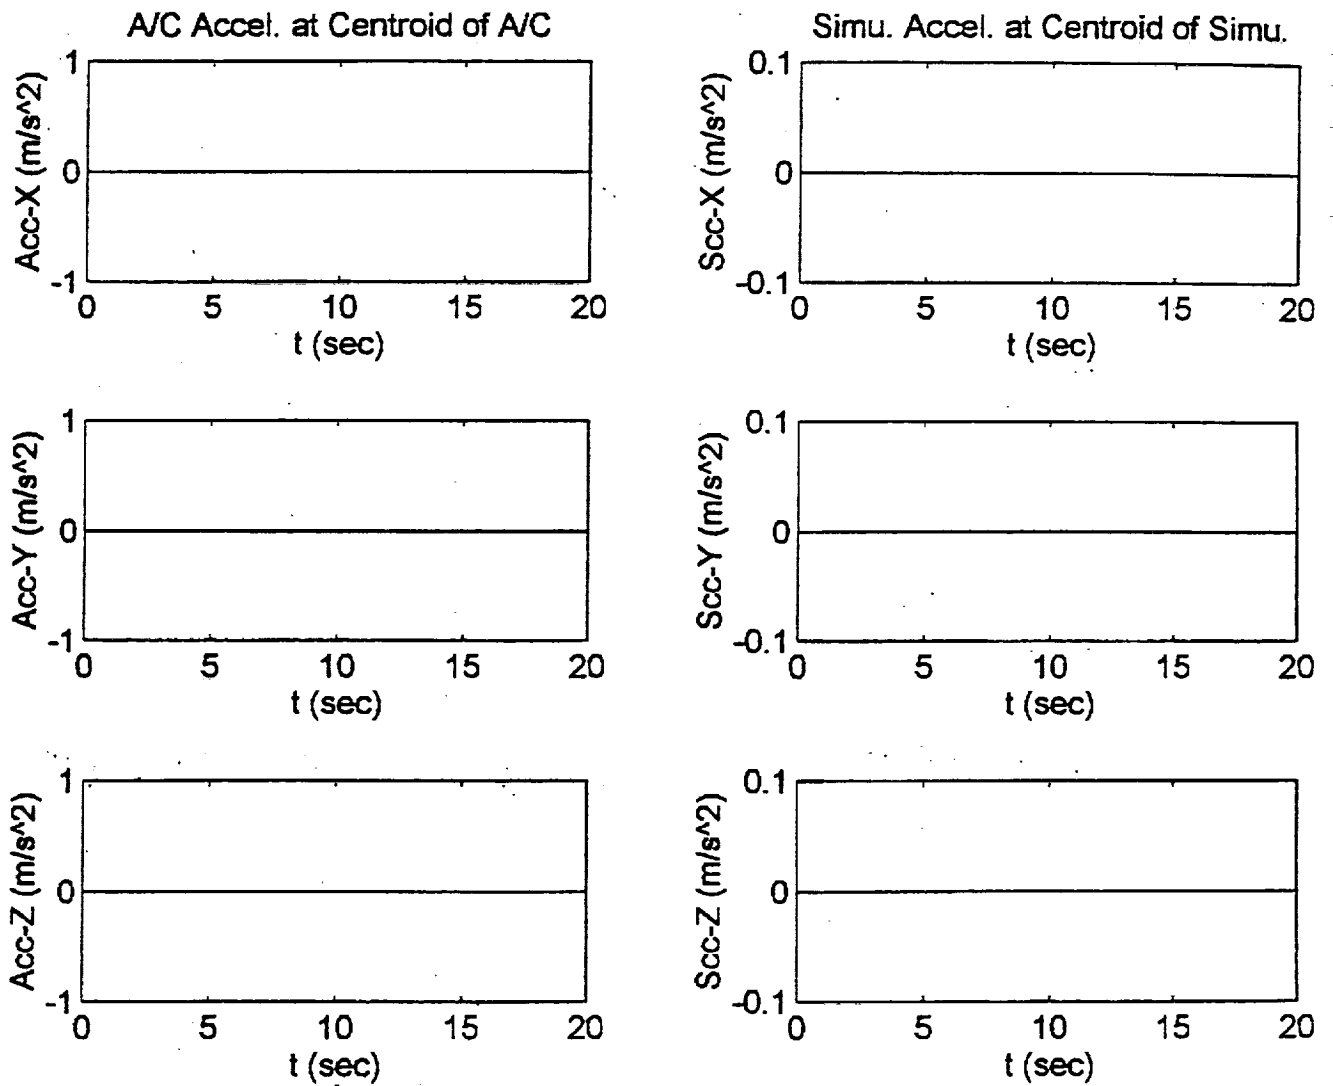 A/C Accel. at Centroid of A/C
Acc-X (m/s^2)
1
0
-1
0 5 10 15 20
t (sec)
Simu. Accel. at Centroid of Simu.
Scc-X (m/s^2)
0.1
0
-0.1
0 5 10 15 20
t (sec)
Acc-Y (m/s^2)
1
0
-1
0 5 10 15 20
t (sec)
Scc-Y (m/s^2)
0.1
0
-0.1
0 5 10 15 20
t (sec)
Acc-Z (m/s^2)
1
0
-1
0 5 10 15 20
t (sec)
Scc-Z (m/s^2)
0.1
0
-0.1
0 5 10 15 20
t (sec)